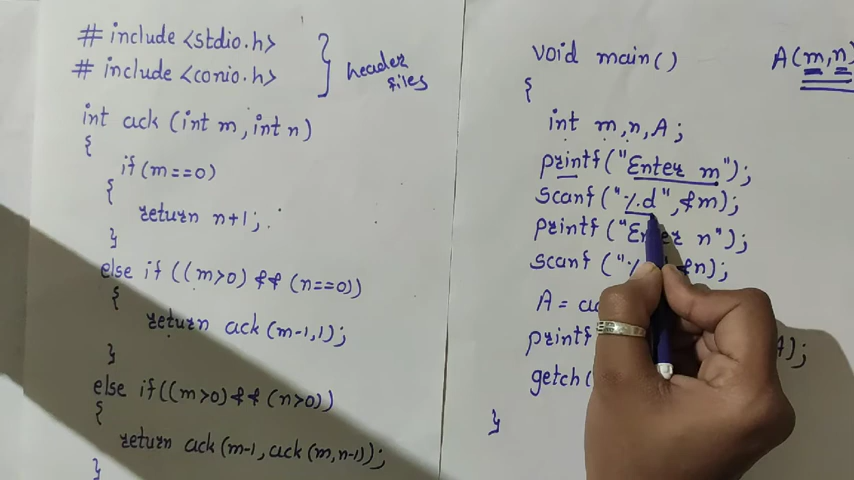 # include <stdio.h>
# include <conio.h>
header
files
int ack (int m, int n)
{
if(m==0)
{
return n+1;
}
else if ((m>0) && (n==0))
{
return ack(m-1,1);
}
else if((m>0) && (n>0))
{
return ack(m-1, ack(m,n-1));
}
void main()
A(m,n)
{
int m,n,A;
printf("Enter m");
scanf("%d",&m);
printf("Enter n");
scanf("% &n);
A =
printf A);
getch(
}